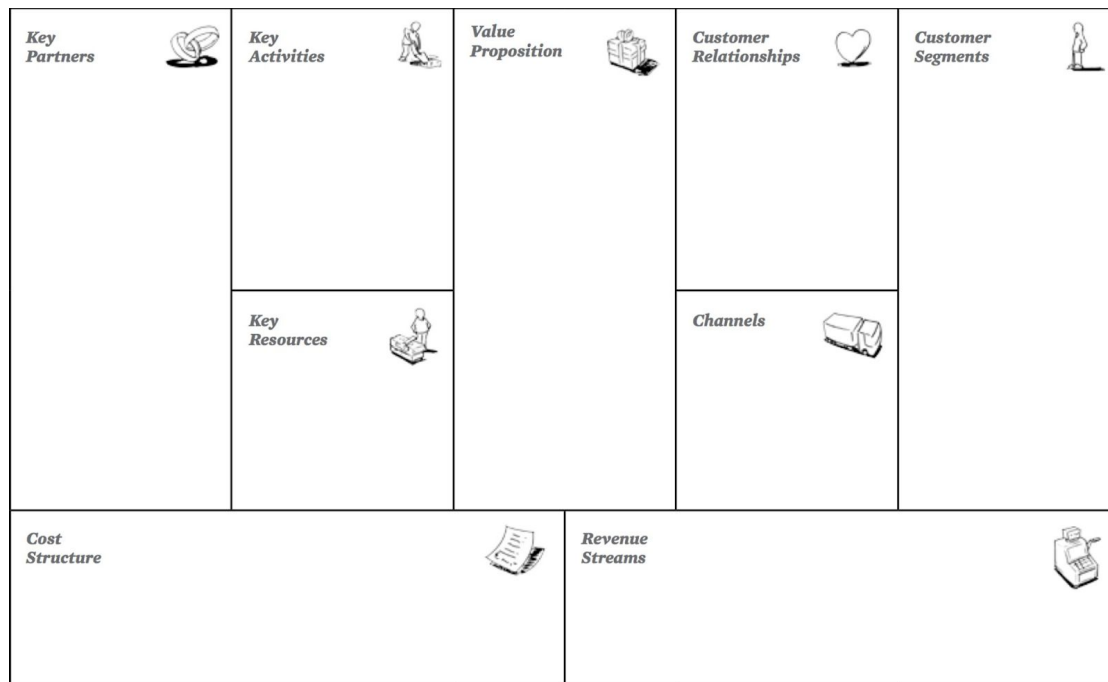 Key
Partners
Key
Activities
Value
Proposition
Customer
Relationships
Customer
Segments
Key
Resources
Channels
Cost
Structure
Revenue
Streams